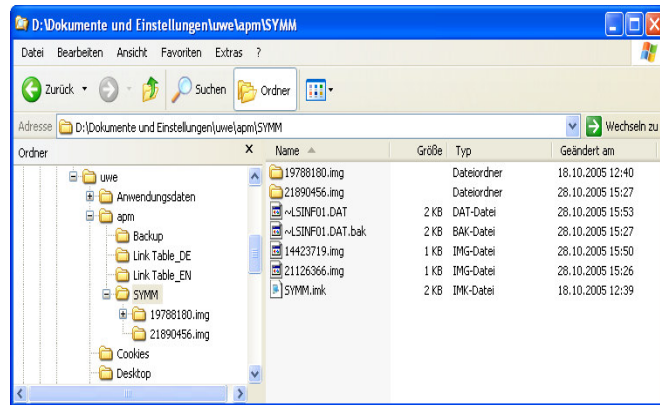 D:\Dokumente und Einstellungen\uwe\apm\SYMM
Datei Bearbeiten Ansicht Favoriten Extras ?
Zurück Suchen Ordner
Adresse D:\Dokumente und Einstellungen\uwe\apm\SYMM Wechseln zu
Ordner X Name Größe Typ Geändert am
uwe
Anwendungsdaten
apm
Backup
Link Table_DE
Link Table_EN
SYMM
19788180.img
21890456.img
Cookies
Desktop
19788180.img Dateiordner 18.10.2005 12:40
21890456.img Dateiordner 28.10.2005 15:27
~LSINF01.DAT 2 KB DAT-Datei 28.10.2005 15:53
~LSINF01.DAT.bak 2 KB BAK-Datei 28.10.2005 15:27
14423719.img 1 KB IMG-Datei 28.10.2005 15:50
21126366.img 1 KB IMG-Datei 28.10.2005 15:26
SYMM.imk 2 KB IMK-Datei 18.10.2005 12:39